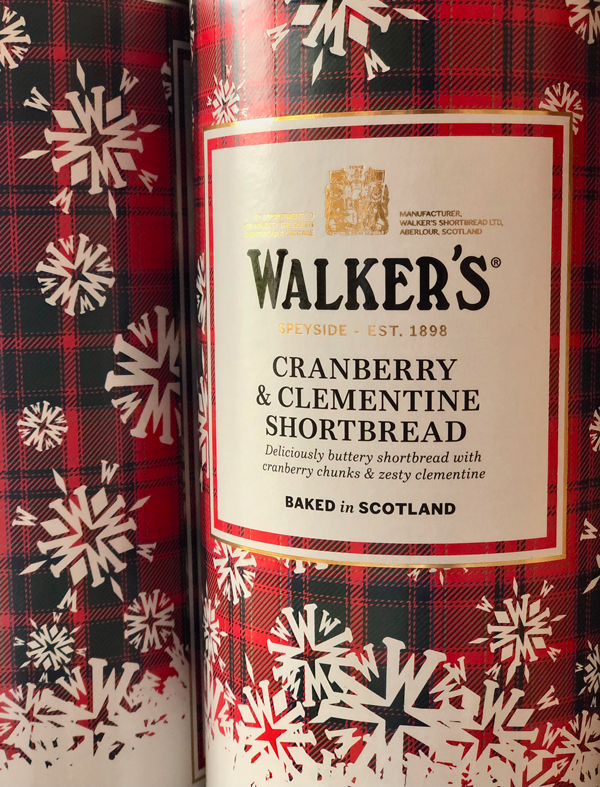 MANUFACTURER,
WALKER'S SHORTBREAD LTD,
ABERLOUR, SCOTLAND
WALKER'S®
SPEYSIDE - EST. 1898
CRANBERRY
& CLEMENTINE
SHORTBREAD
Deliciously buttery shortbread with
cranberry chunks & zesty clementine
BAKED in SCOTLAND